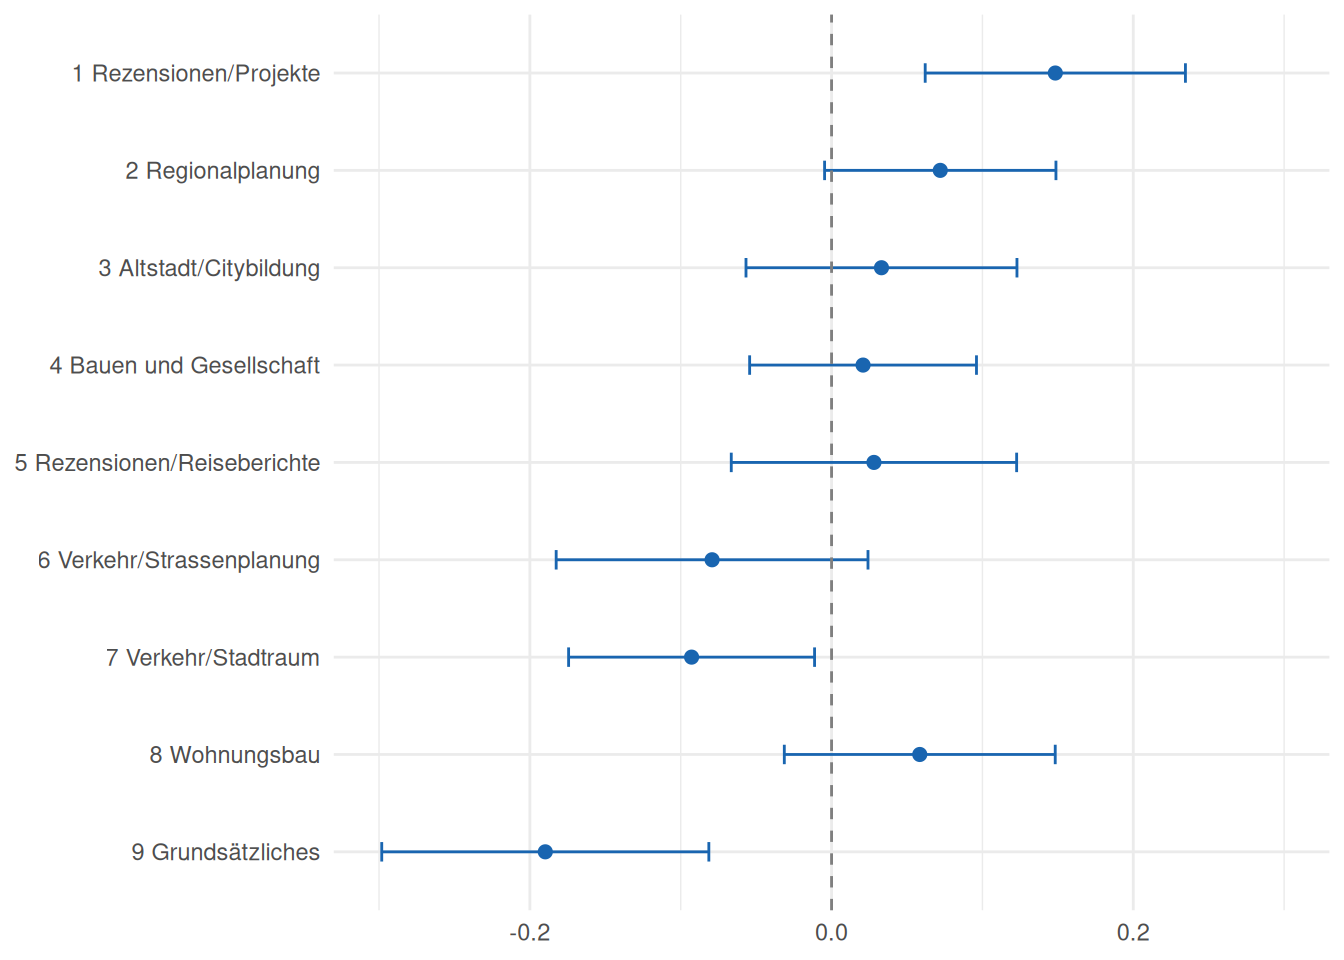 1 Rezensionen/Projekte
2 Regionalplanung
3 Altstadt/Citybildung
4 Bauen und Gesellschaft
5 Rezensionen/Reiseberichte
6 Verkehr/Strassenplanung
7 Verkehr/Stadtraum
8 Wohnungsbau
9 Grundsätzliches
-0.2 0.0 0.2